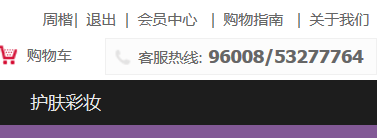 周楷| 退出 | 会员中心 | 购物指南 | 关于我们
购物车 客服热线: 96008/53277764
护肤彩妆